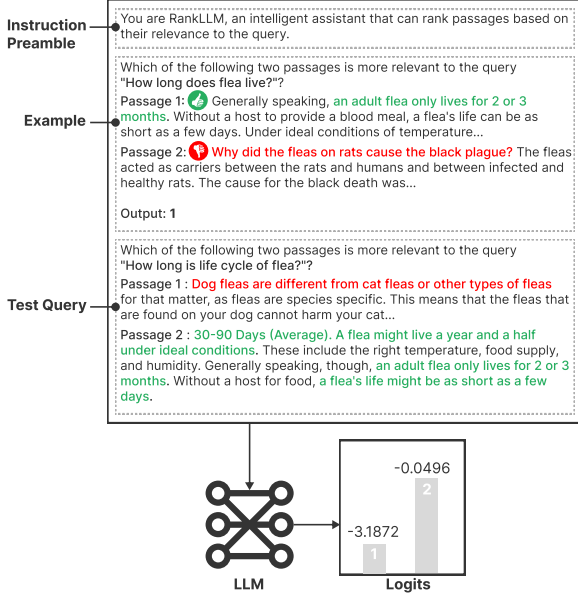 Instruction
Preamble
You are RankLLM, an intelligent assistant that can rank passages based on
their relevance to the query.
Example
Which of the following two passages is more relevant to the query
"How long does flea live?"?
Passage 1: Generally speaking, an adult flea only lives for 2 or 3
months. Without a host to provide a blood meal, a flea's life can be as
short as a few days. Under ideal conditions of temperature...
Passage 2: Why did the fleas on rats cause the black plague? The fleas
acted as carriers between the rats and humans and between infected and
healthy rats. The cause for the black death was...
Output: 1
Test Query
Which of the following two passages is more relevant to the query
"How long is life cycle of flea?"?
Passage 1 : Dog fleas are different from cat fleas or other types of fleas
for that matter, as fleas are species specific. This means that the fleas that
are found on your dog cannot harm your cat...
Passage 2 : 30-90 Days (Average). A flea might live a year and a half
under ideal conditions. These include the right temperature, food supply,
and humidity. Generally speaking, though, an adult flea only lives for 2 or 3
months. Without a host for food, a flea's life might be as short as a few
days.
-0.0496
2
-3.1872
1
LLM
Logits